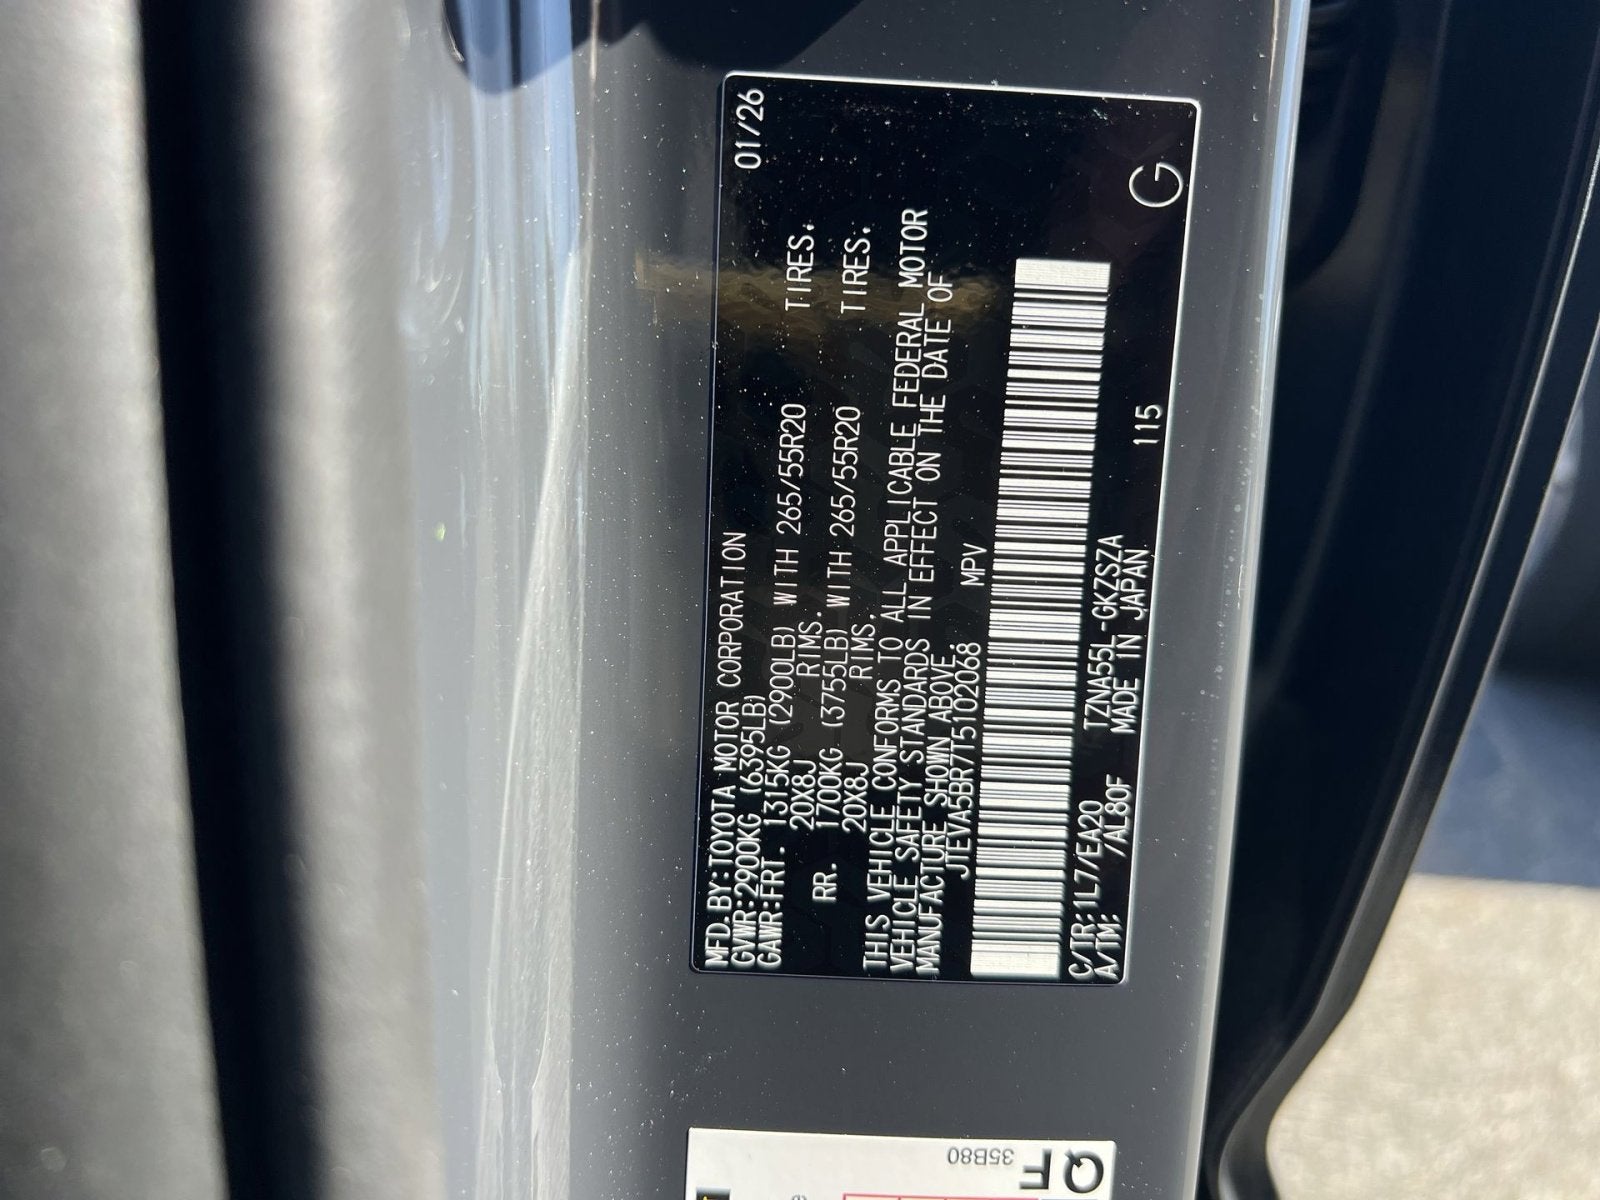 01/26
MFD.BY:TOYOTA MOTOR CORPORATION
GVWR:2900KG (6395LB)
GAWR:FRT. 1315KG (2900LB) WITH 265/55R20 TIRES.
20X8J RIMS.
RR. 1700KG (3755LB) WITH 265/55R20 TIRES.
20X8J RIMS.
THIS VEHICLE CONFORMS TO ALL APPLICABLE FEDERAL MOTOR
VEHICLE SAFETY STANDARDS IN EFFECT ON THE DATE OF
MANUFACTURE SHOWN ABOVE.
JTEVA5BR7T5102068 MPV
C/TR:1L7/EA20 TZNA55L-GKZSZA
A/TM: /AL80F MADE IN JAPAN 115 G
QF
35B80